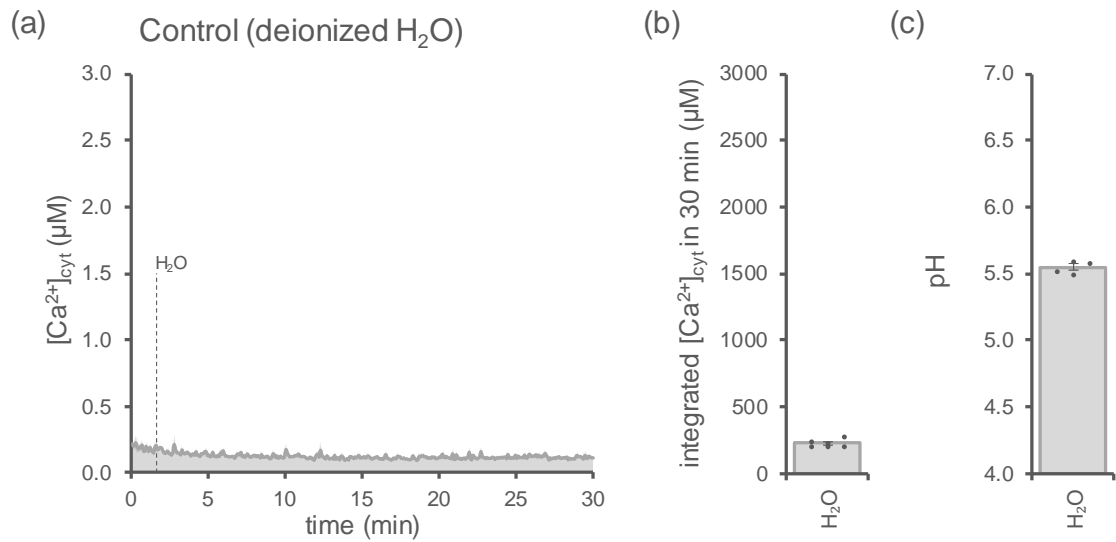 (a)
Control (deionized H₂O)
[Ca²⁺]cyt (µM)
3.0
2.5
2.0
1.5
1.0
0.5
0.0
H₂O
0 5 10 15 20 25 30
time (min)
(b)
integrated [Ca²⁺]cyt in 30 min (µM)
3000
2500
2000
1500
1000
500
0
H₂O
(c)
pH
7.0
6.5
6.0
5.5
5.0
4.5
4.0
H₂O